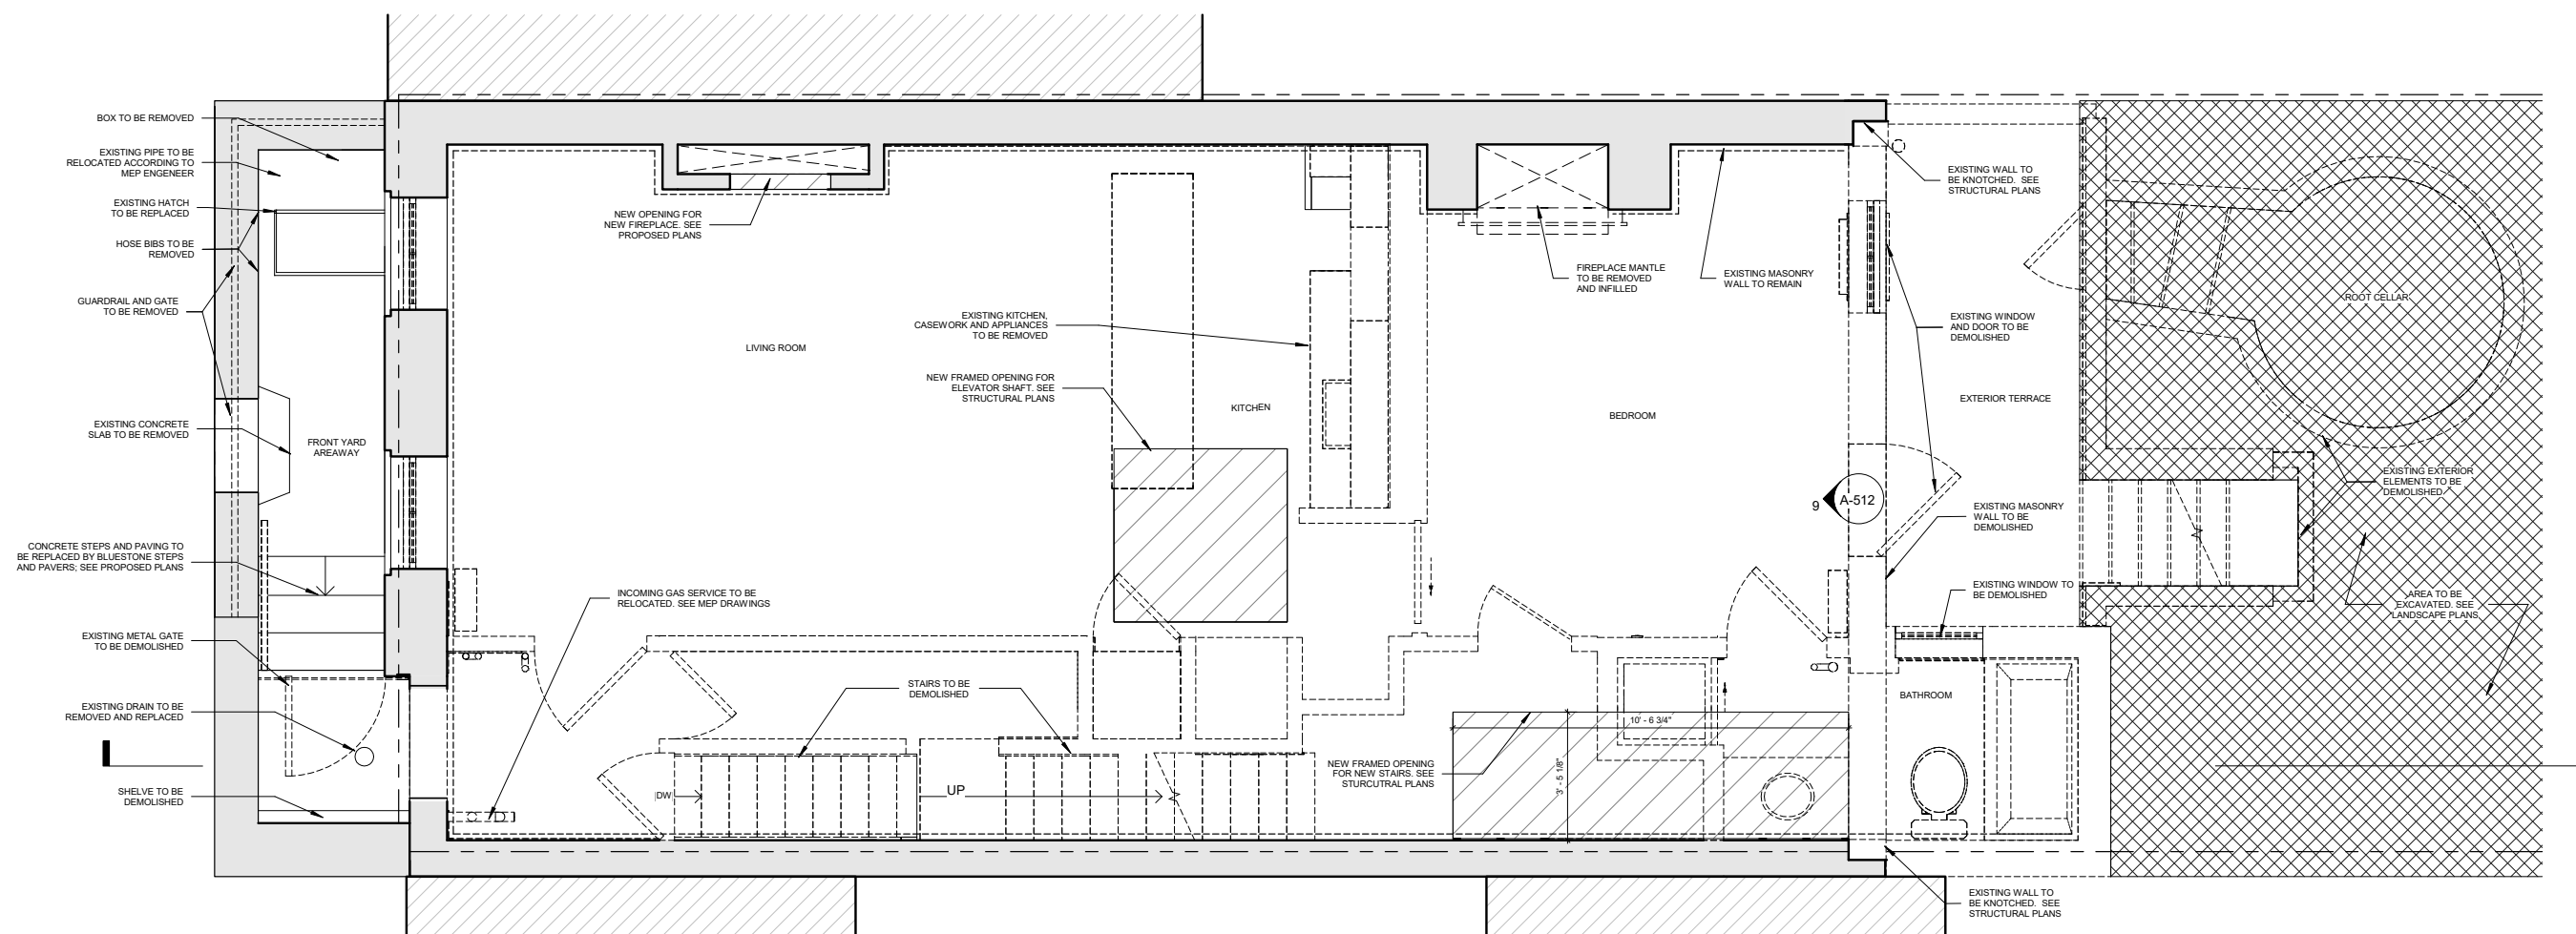 BOX TO BE REMOVED
EXISTING PIPE TO BE
RELOCATED ACCORDING TO
MEP ENGENEER
EXISTING HATCH
TO BE REPLACED
HOSE BIBS TO BE
REMOVED
GUARDRAIL AND GATE
TO BE REMOVED
EXISTING CONCRETE
SLAB TO BE REMOVED
FRONT YARD
AREAWAY
CONCRETE STEPS AND PAVING TO
BE REPLACED BY BLUESTONE STEPS
AND PAVERS; SEE PROPOSED PLANS
EXISTING METAL GATE
TO BE DEMOLISHED
EXISTING DRAIN TO BE
REMOVED AND REPLACED
SHELVE TO BE
DEMOLISHED
NEW OPENING FOR
NEW FIREPLACE. SEE
PROPOSED PLANS
LIVING ROOM
EXISTING KITCHEN,
CASEWORK AND APPLIANCES
TO BE REMOVED
NEW FRAMED OPENING FOR
ELEVATOR SHAFT. SEE
STRUCTURAL PLANS
KITCHEN
INCOMING GAS SERVICE TO BE
RELOCATED. SEE MEP DRAWINGS
STAIRS TO BE
DEMOLISHED
DW
UP
FIREPLACE MANTLE
TO BE REMOVED
AND INFILLED
EXISTING MASONRY
WALL TO REMAIN
BEDROOM
9
A-512
NEW FRAMED OPENING
FOR NEW STAIRS. SEE
STURCUTRAL PLANS
10' - 6 3/4"
3' - 5 1/8"
EXISTING WALL TO
BE KNOTCHED. SEE
STRUCTURAL PLANS
EXISTING WINDOW
AND DOOR TO BE
DEMOLISHED
EXTERIOR TERRACE
EXISTING MASONRY
WALL TO BE
DEMOLISHED
EXISTING WINDOW TO
BE DEMOLISHED
BATHROOM
ROOT CELLAR
EXISTING EXTERIOR
ELEMENTS TO BE
DEMOLISHED
AREA TO BE
EXCAVATED. SEE
LANDSCAPE PLANS
EXISTING WALL TO
BE KNOTCHED. SEE
STRUCTURAL PLANS